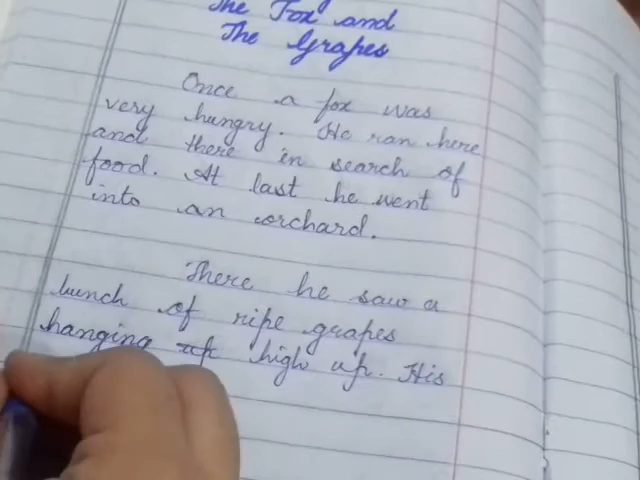 The Fox and
The Grapes
Once a fox was
very hungry. He ran here
and there in search of
food. At last he went
into an orchard.
There he saw a
bunch of ripe grapes
hanging up high up. His